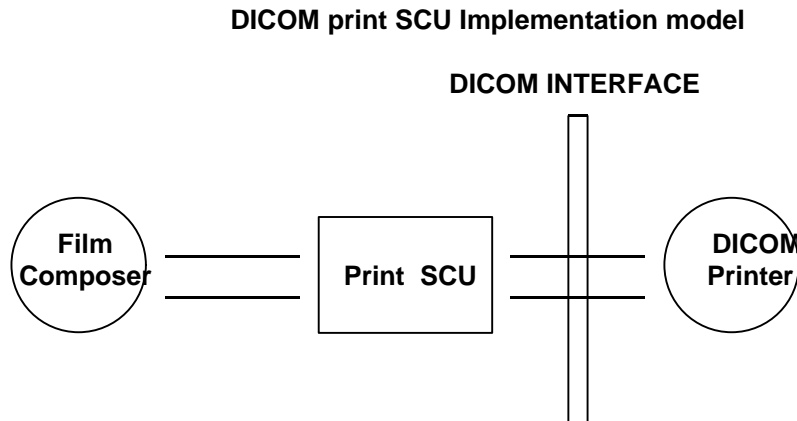 DICOM print SCU Implementation model
DICOM INTERFACE
Film
Composer
Print SCU
DICOM
Printer